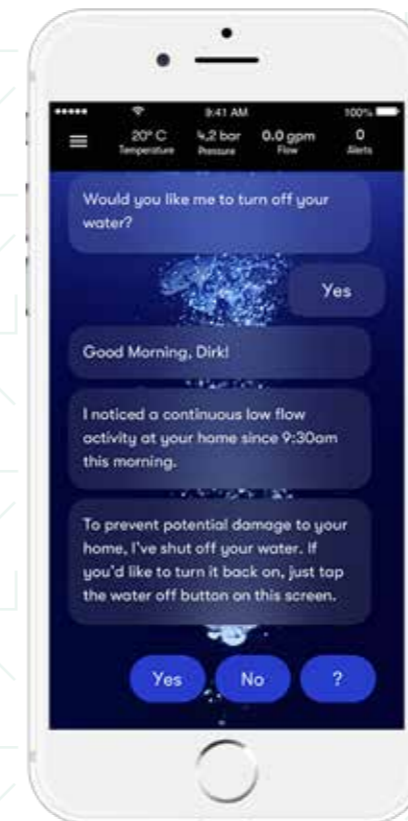 9:41 AM
100%
20° C
Temperature
4.2 bar
Pressure
0.0 gpm
Flow
0
Alerts
Would you like me to turn off your
water?
Yes
Good Morning, Dirk!
I noticed a continuous low flow
activity at your home since 9:30am
this morning.
To prevent potential damage to your
home, I've shut off your water. If
you'd like to turn it back on, just tap
the water off button on this screen.
Yes
No
?